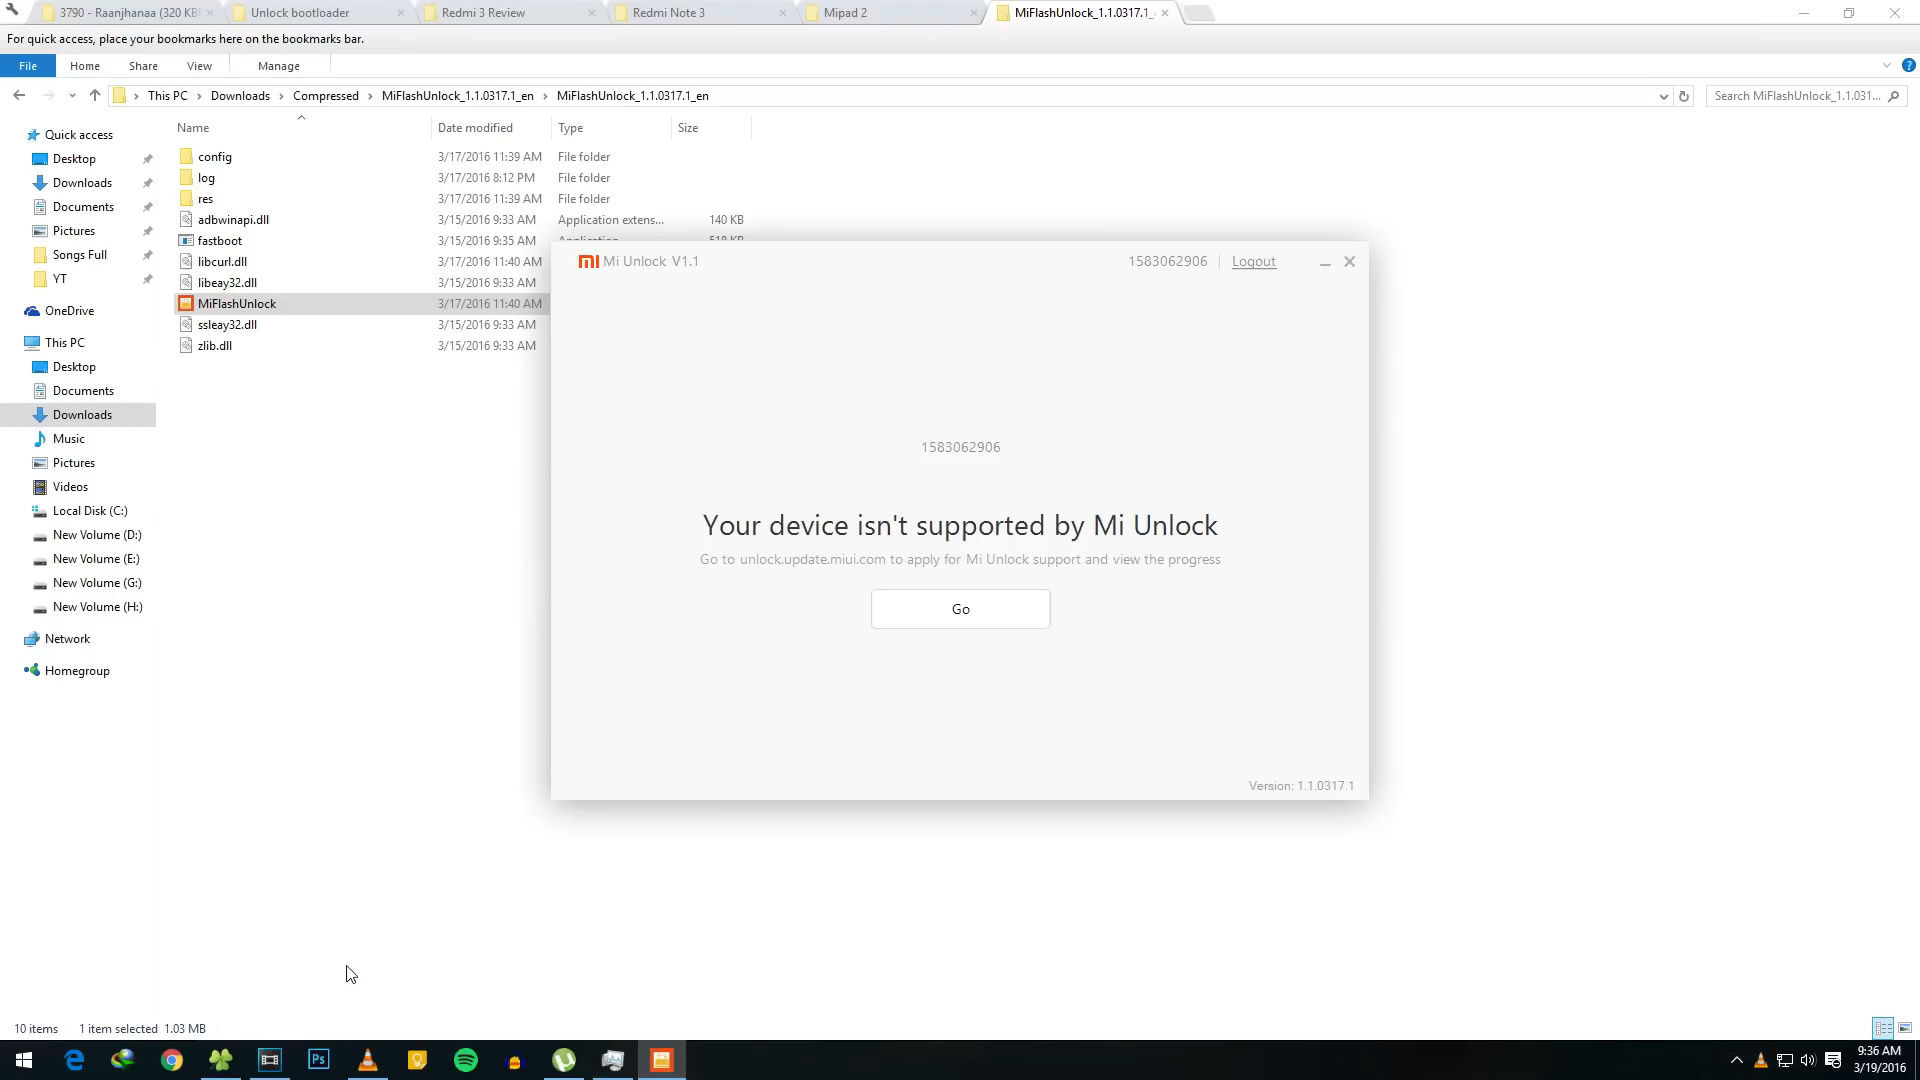 3790 - Raanjhanaa (320 KB
Unlock bootloader
Redmi 3 Review
Redmi Note 3
Mipad 2
MiFlashUnlock_1.1.0317.1_
For quick access, place your bookmarks here on the bookmarks bar.
File
Home
Share
View
Manage
This PC > Downloads > Compressed > MiFlashUnlock_1.1.0317.1_en > MiFlashUnlock_1.1.0317.1_en
Search MiFlashUnlock_1.1.031...
Quick access
Desktop
Downloads
Documents
Pictures
Songs Full
YT
OneDrive
This PC
Desktop
Documents
Downloads
Music
Pictures
Videos
Local Disk (C:)
New Volume (D:)
New Volume (E:)
New Volume (G:)
New Volume (H:)
Network
Homegroup
Name Date modified Type Size
config 3/17/2016 11:39 AM File folder
log 3/17/2016 8:12 PM File folder
res 3/17/2016 11:39 AM File folder
adbwinapi.dll 3/15/2016 9:33 AM Application extens... 140 KB
fastboot 3/15/2016 9:35 AM Application 518 KB
libcurl.dll 3/17/2016 11:40 AM
libeay32.dll 3/15/2016 9:33 AM
MiFlashUnlock 3/17/2016 11:40 AM
ssleay32.dll 3/15/2016 9:33 AM
zlib.dll 3/15/2016 9:33 AM
Mi Unlock V1.1
1583062906 | Logout
1583062906
Your device isn't supported by Mi Unlock
Go to unlock.update.miui.com to apply for Mi Unlock support and view the progress
Go
Version: 1.1.0317.1
10 items 1 item selected 1.03 MB
Ps
9:36 AM
3/19/2016